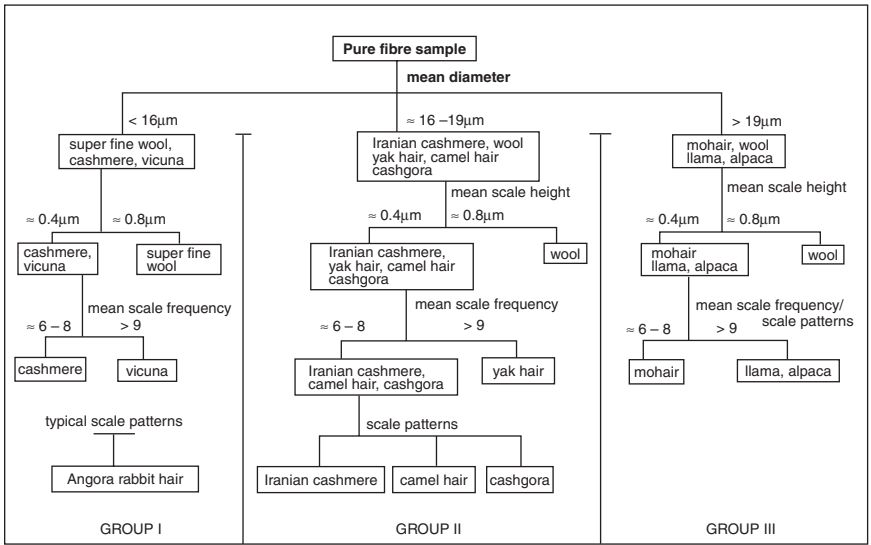 Pure fibre sample
mean diameter
< 16μm
≈ 16 –19μm
> 19μm
super fine wool,
cashmere, vicuna
Iranian cashmere, wool
yak hair, camel hair
cashgora
mohair, wool
llama, alpaca
mean scale height
mean scale height
≈ 0.4μm
≈ 0.8μm
≈ 0.4μm
≈ 0.8μm
≈ 0.4μm
≈ 0.8μm
cashmere,
vicuna
super fine
wool
Iranian cashmere,
yak hair, camel hair
cashgora
wool
mohair
llama, alpaca
wool
mean scale frequency
mean scale frequency
mean scale frequency/
scale patterns
≈ 6 – 8
> 9
≈ 6 – 8
> 9
≈ 6 – 8
> 9
cashmere
vicuna
Iranian cashmere,
camel hair, cashgora
yak hair
mohair
llama, alpaca
typical scale patterns
scale patterns
Angora rabbit hair
Iranian cashmere
camel hair
cashgora
GROUP I
GROUP II
GROUP III